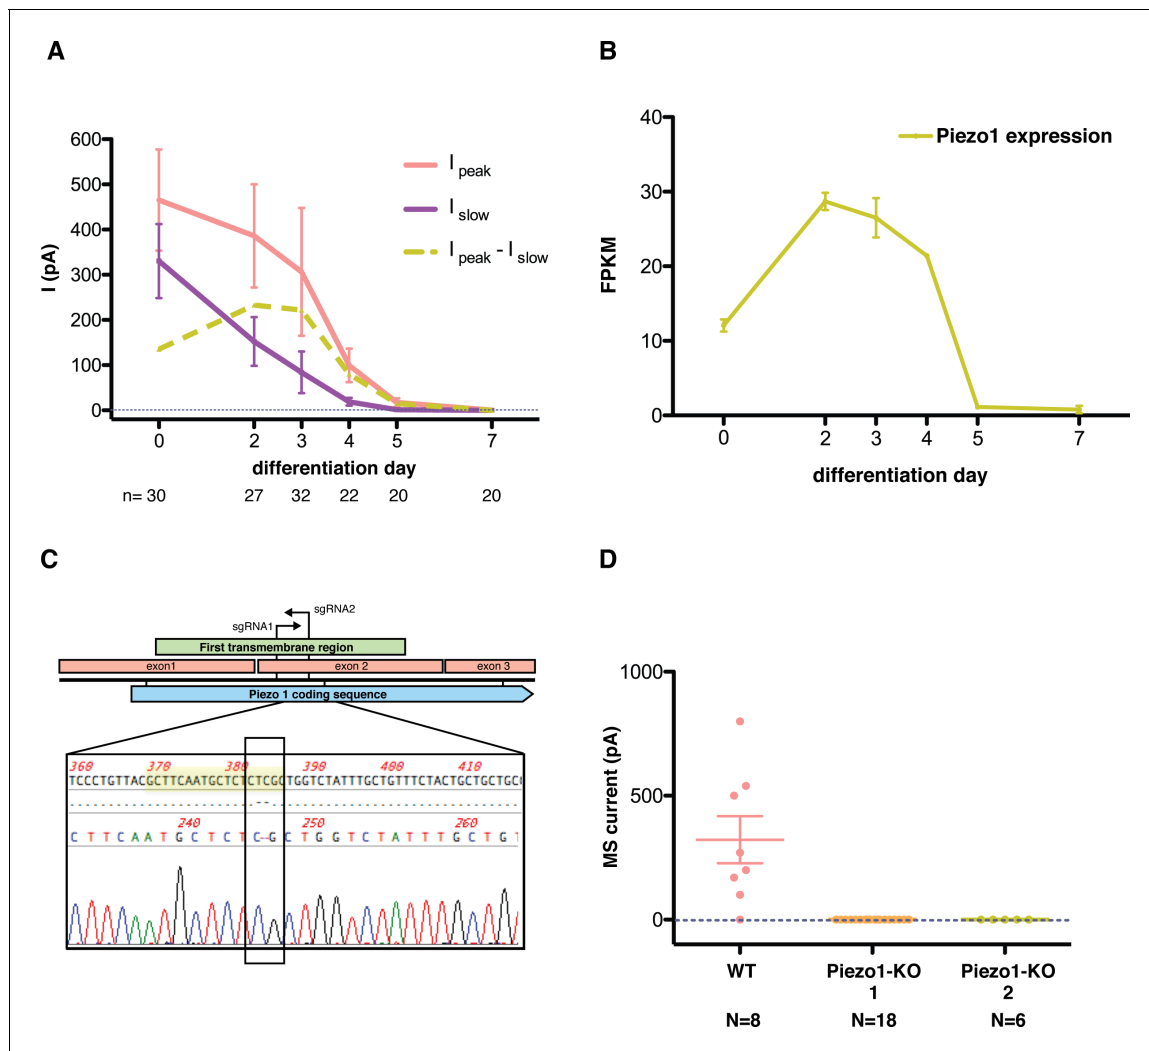 A
600
500
400
300
200
100
0
I (pA)
I peak
I slow
I peak - I slow
0 2 3 4 5 7
differentiation day
n= 30 27 32 22 20 20
B
40
30
20
10
0
FPKM
Piezo1 expression
0 2 3 4 5 7
differentiation day
C
sgRNA2
sgRNA1
First transmembrane region
exon1 exon 2 exon 3
Piezo 1 coding sequence
360 370 380 390 400 410
TCCCTGTTACGCTTCAATGCTCTCTCGCTGGTCTATTTGCTGTTTCTACTGCTGCTGC
240 250 260
C T T C A A T G C T C T C - G C T G G T C T A T T T G C T G T
D
1000
500
0
MS current (pA)
WT Piezo1-KO Piezo1-KO
1 2
N=8 N=18 N=6